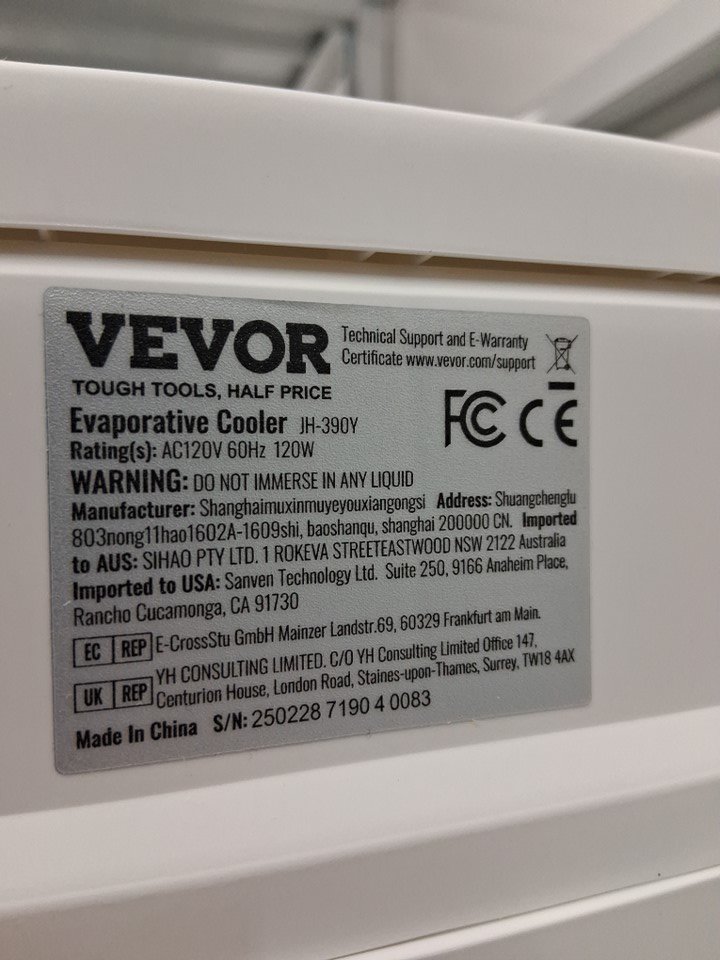 VEVOR
Technical Support and E-Warranty
Certificate www.vevor.com/support
TOUGH TOOLS, HALF PRICE
Evaporative Cooler JH-390Y
FC CE
Rating(s): AC120V 60Hz 120W
WARNING: DO NOT IMMERSE IN ANY LIQUID
Manufacturer: Shanghaimuxinmuyeyouxiangongsi Address: Shuangchenglu
803nong11hao1602A-1609shi, baoshanqu, shanghai 200000 CN. Imported
to AUS: SIHAO PTY LTD. 1 ROKEVA STREETEASTWOOD NSW 2122 Australia
Imported to USA: Sanven Technology Ltd. Suite 250, 9166 Anaheim Place,
Rancho Cucamonga, CA 91730
EC REP E-CrossStu GmbH Mainzer Landstr.69, 60329 Frankfurt am Main.
YH CONSULTING LIMITED. C/O YH Consulting Limited Office 147,
UK REP Centurion House, London Road, Staines-upon-Thames, Surrey, TW18 4AX
Made In China S/N: 250228 7190 4 0083